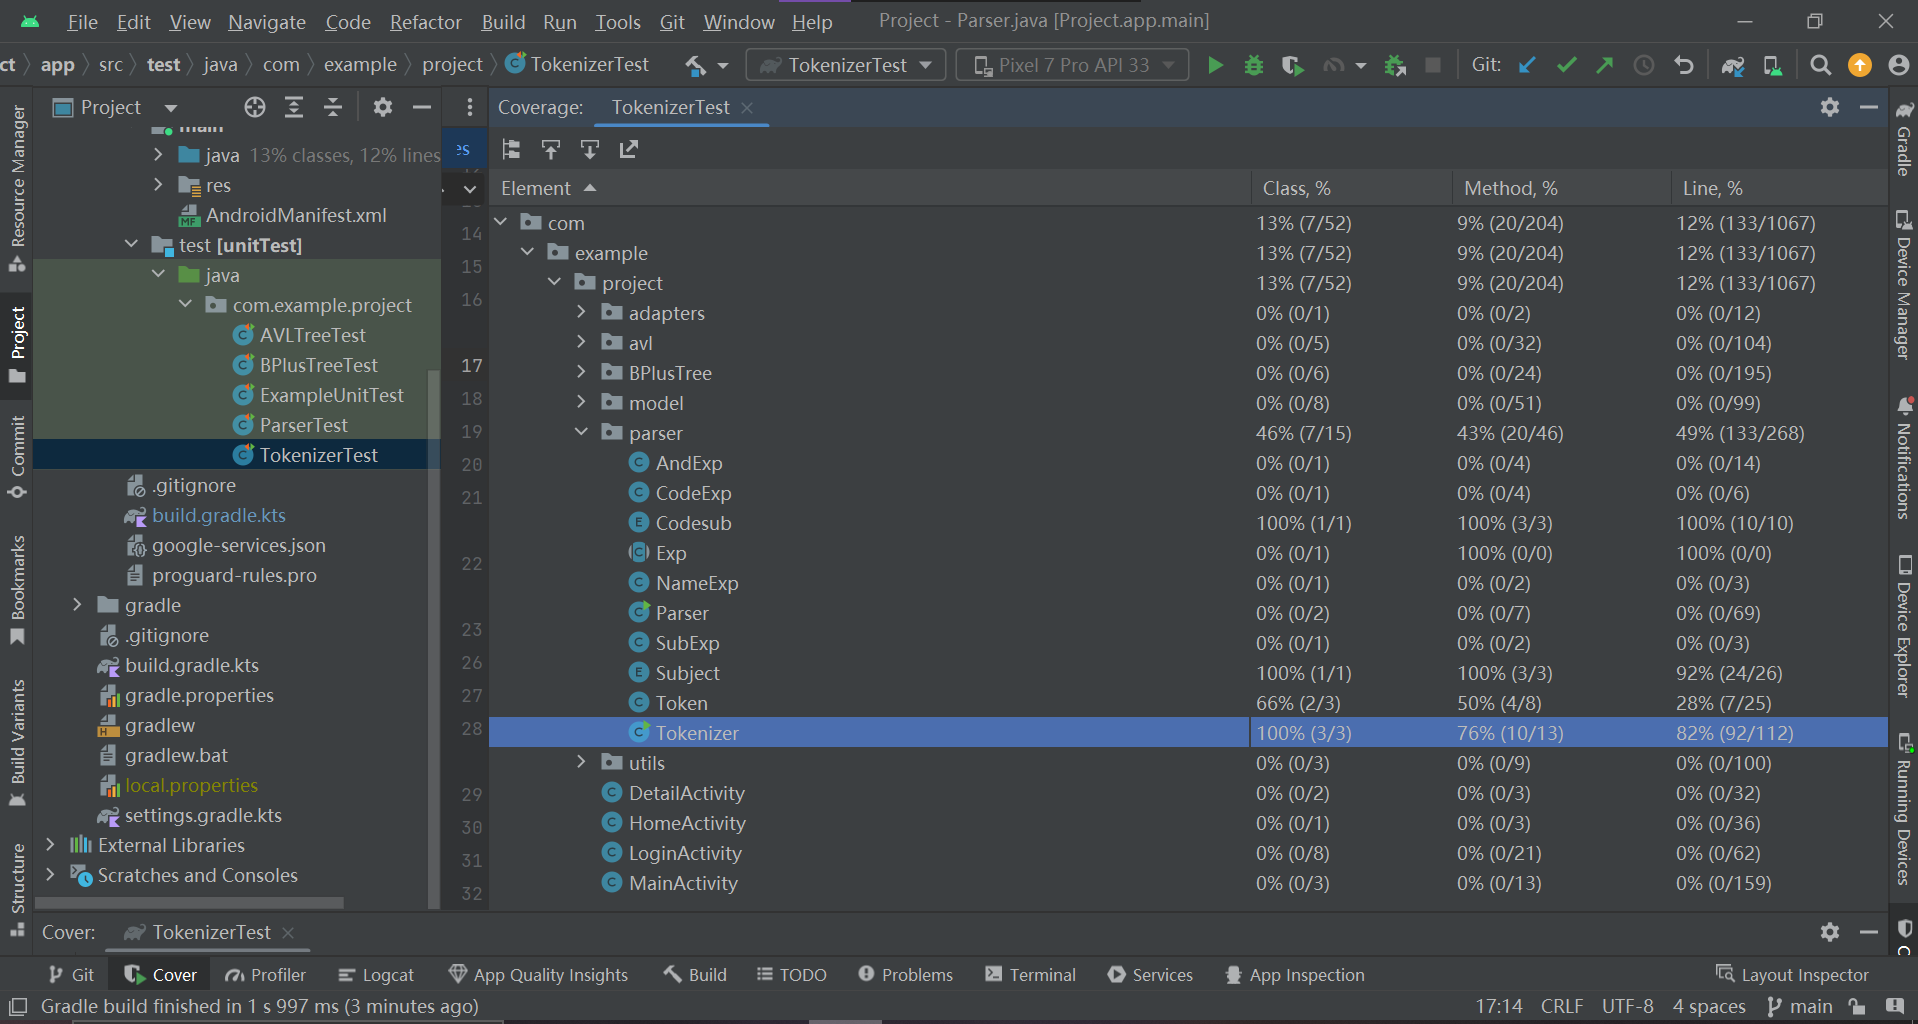 File Edit View Navigate Code Refactor Build Run Tools Git Window Help Project - Parser.java [Project.app.main]
ct app src test java com example project TokenizerTest TokenizerTest Pixel 7 Pro API 33 Git:
Project
Coverage: TokenizerTest
Resource Manager
Project
Commit
Bookmarks
Build Variants
Structure
main
java 13% classes, 12% lines
res
AndroidManifest.xml
test [unitTest]
java
com.example.project
AVLTreeTest
BPlusTreeTest
ExampleUnitTest
ParserTest
TokenizerTest
.gitignore
build.gradle.kts
google-services.json
proguard-rules.pro
gradle
.gitignore
build.gradle.kts
gradle.properties
gradlew
gradlew.bat
local.properties
settings.gradle.kts
External Libraries
Scratches and Consoles
es
14
15
16
17
18
19
20
21
22
23
26
27
28
29
30
31
32
Element Class, % Method, % Line, %
com 13% (7/52) 9% (20/204) 12% (133/1067)
example 13% (7/52) 9% (20/204) 12% (133/1067)
project 13% (7/52) 9% (20/204) 12% (133/1067)
adapters 0% (0/1) 0% (0/2) 0% (0/12)
avl 0% (0/5) 0% (0/32) 0% (0/104)
BPlusTree 0% (0/6) 0% (0/24) 0% (0/195)
model 0% (0/8) 0% (0/51) 0% (0/99)
parser 46% (7/15) 43% (20/46) 49% (133/268)
AndExp 0% (0/1) 0% (0/4) 0% (0/14)
CodeExp 0% (0/1) 0% (0/4) 0% (0/6)
Codesub 100% (1/1) 100% (3/3) 100% (10/10)
Exp 0% (0/1) 100% (0/0) 100% (0/0)
NameExp 0% (0/1) 0% (0/2) 0% (0/3)
Parser 0% (0/2) 0% (0/7) 0% (0/69)
SubExp 0% (0/1) 0% (0/2) 0% (0/3)
Subject 100% (1/1) 100% (3/3) 92% (24/26)
Token 66% (2/3) 50% (4/8) 28% (7/25)
Tokenizer 100% (3/3) 76% (10/13) 82% (92/112)
utils 0% (0/3) 0% (0/9) 0% (0/100)
DetailActivity 0% (0/2) 0% (0/3) 0% (0/32)
HomeActivity 0% (0/1) 0% (0/3) 0% (0/36)
LoginActivity 0% (0/8) 0% (0/21) 0% (0/62)
MainActivity 0% (0/3) 0% (0/13) 0% (0/159)
Gradle
Device Manager
Notifications
Device Explorer
Running Devices
Cover: TokenizerTest
Git Cover Profiler Logcat App Quality Insights Build TODO Problems Terminal Services App Inspection Layout Inspector
Gradle build finished in 1 s 997 ms (3 minutes ago) 17:14 CRLF UTF-8 4 spaces main